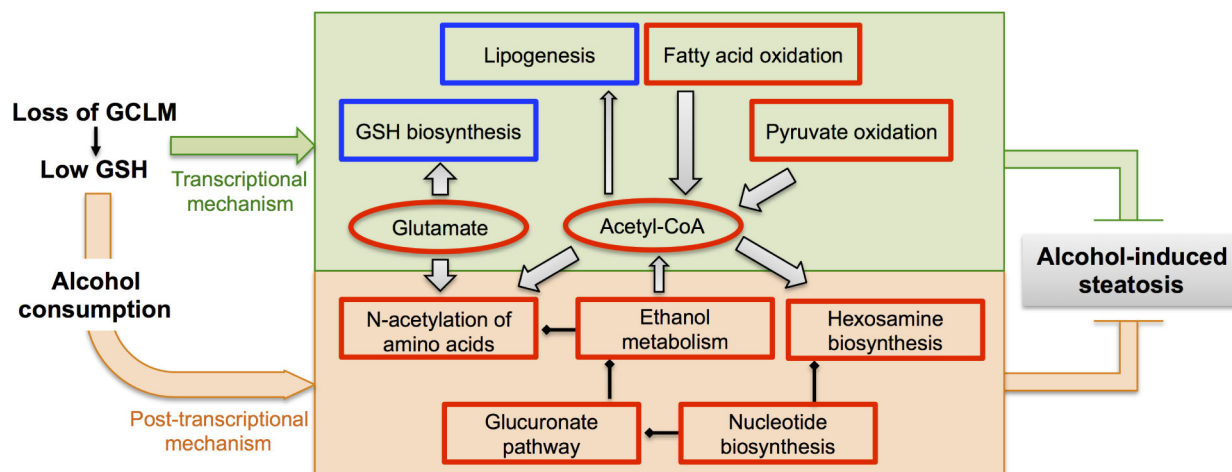 Loss of GCLM
Low GSH
Transcriptional
mechanism
Alcohol
consumption
Post-transcriptional
mechanism
Lipogenesis
Fatty acid oxidation
GSH biosynthesis
Pyruvate oxidation
Glutamate
Acetyl-CoA
N-acetylation of
amino acids
Ethanol
metabolism
Hexosamine
biosynthesis
Glucuronate
pathway
Nucleotide
biosynthesis
Alcohol-induced
steatosis